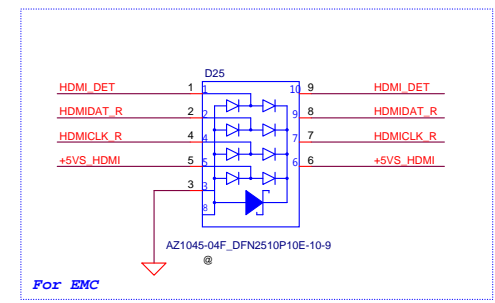 D25
HDMI_DET 1 1 10 9 HDMI_DET
HDMIDAT_R 2 2 9 8 HDMIDAT_R
HDMICLK_R 4 4 7 7 HDMICLK_R
+5VS_HDMI 5 5 6 6 +5VS_HDMI
3 3
8
AZ1045-04F_DFN2510P10E-10-9
@
For EMC